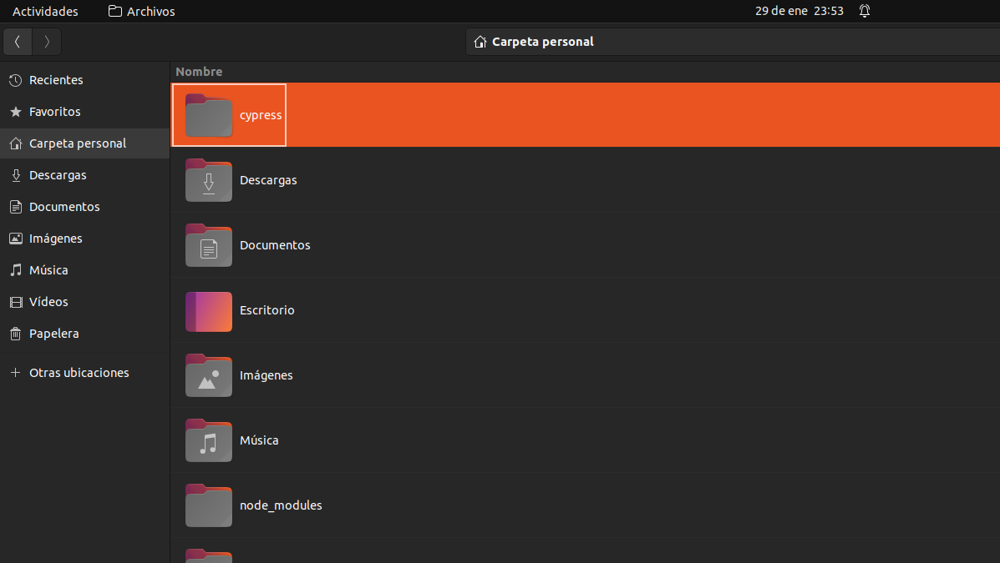 Actividades
Archivos
29 de ene 23:53
Carpeta personal
Recientes
Favoritos
Carpeta personal
Descargas
Documentos
Imágenes
Música
Vídeos
Papelera
Otras ubicaciones
Nombre
cypress
Descargas
Documentos
Escritorio
Imágenes
Música
node_modules